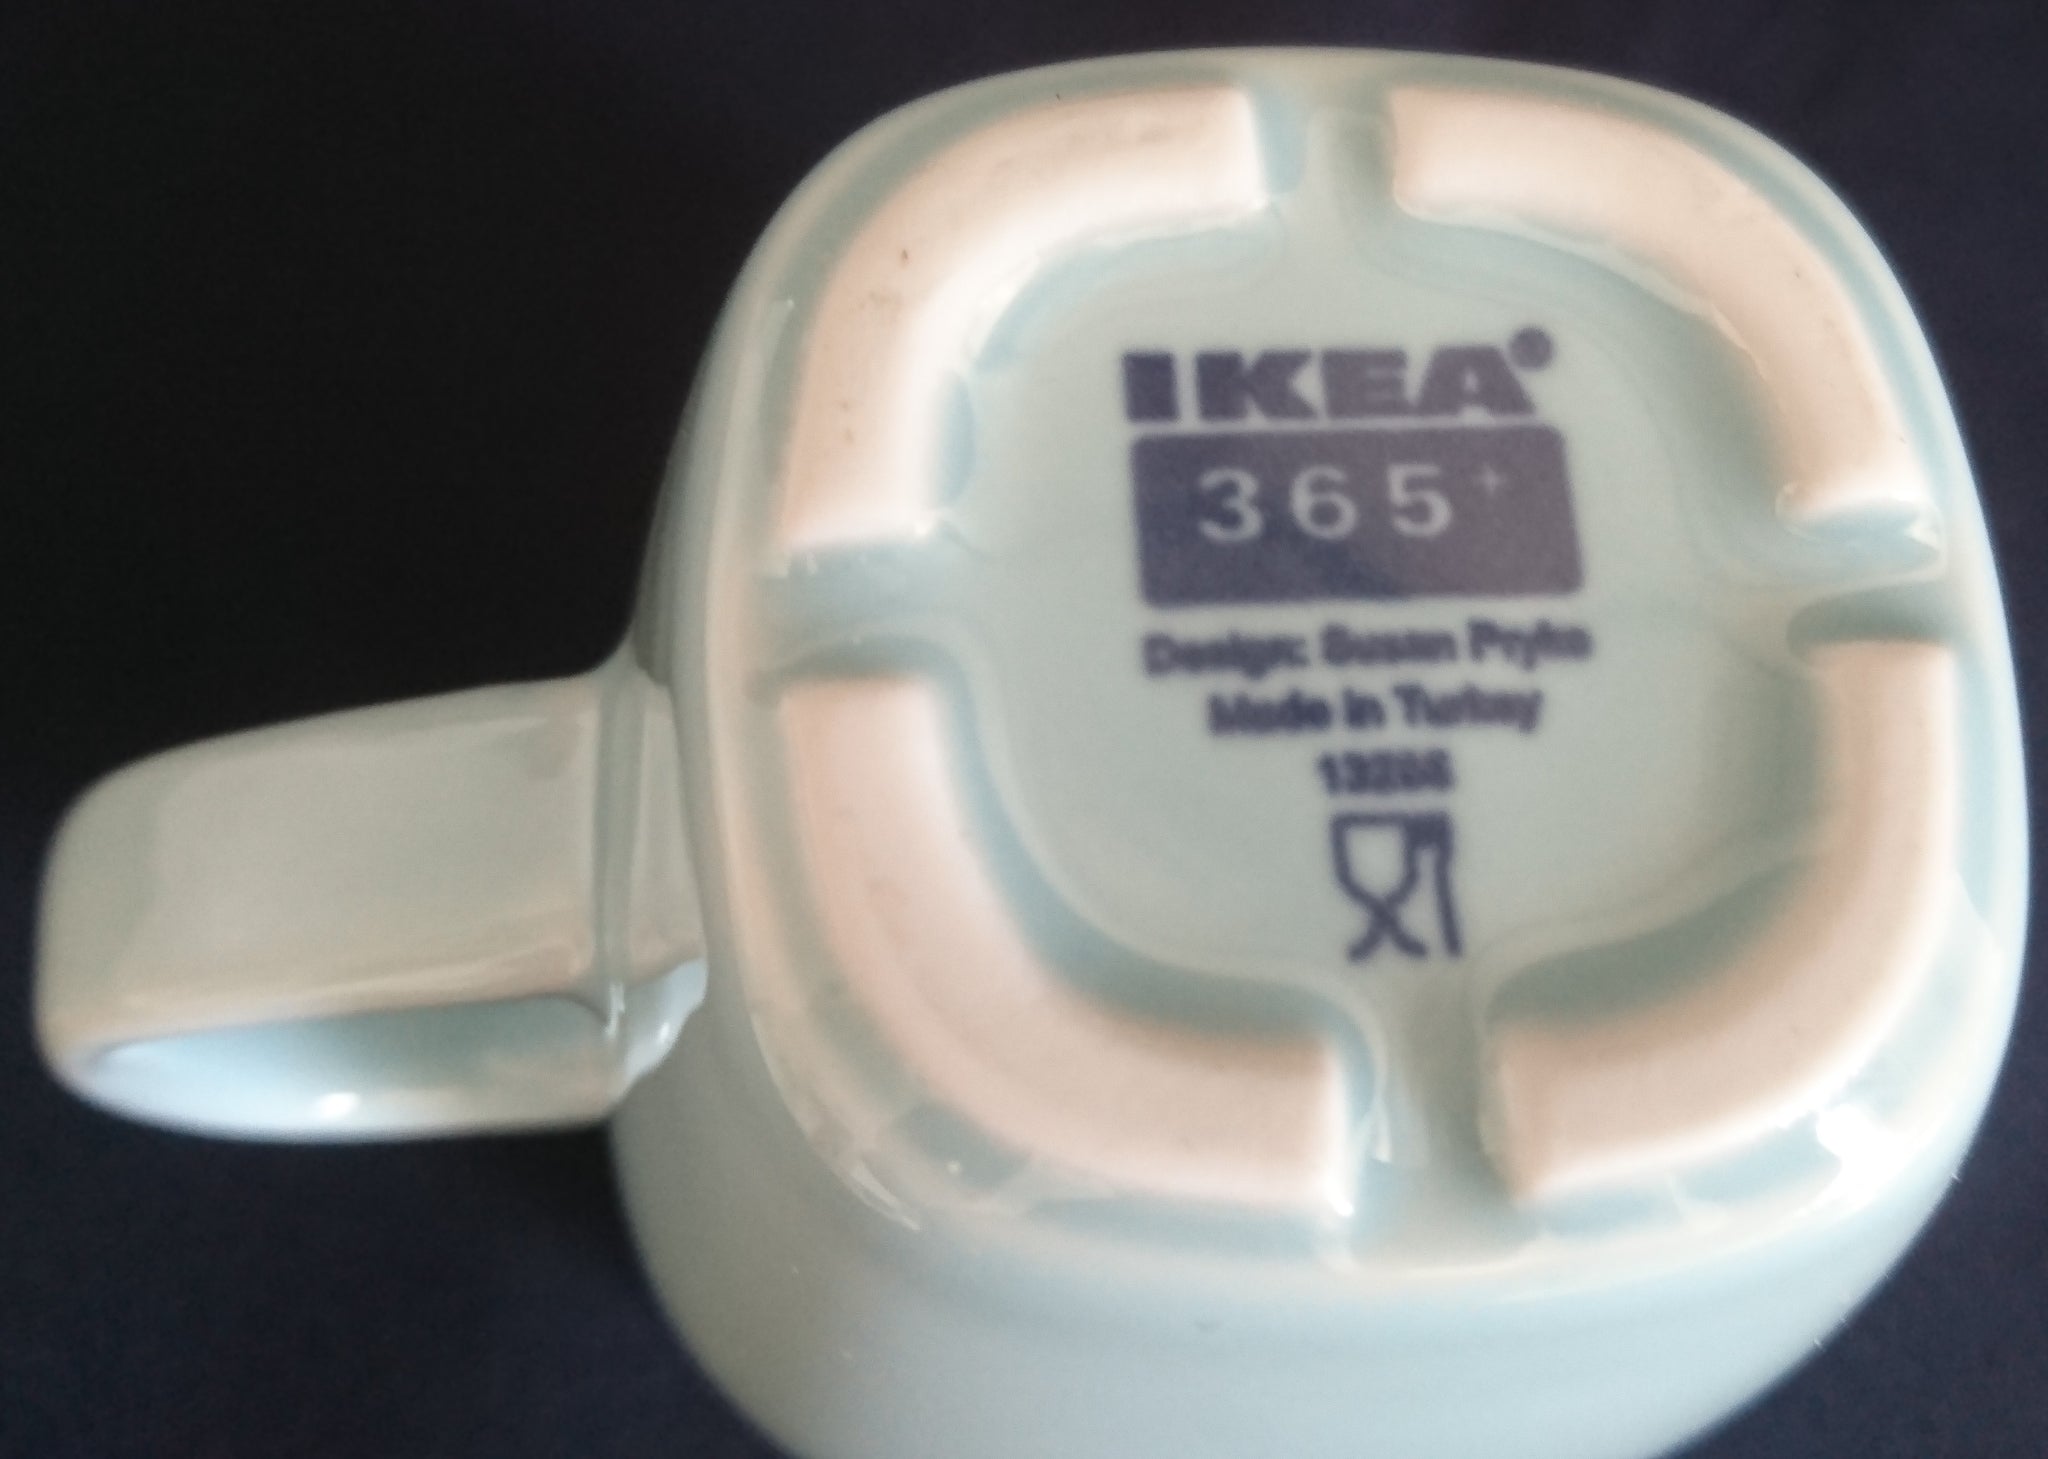 IKEA®
365+
Design: Susan Pryke
Made in Turkey